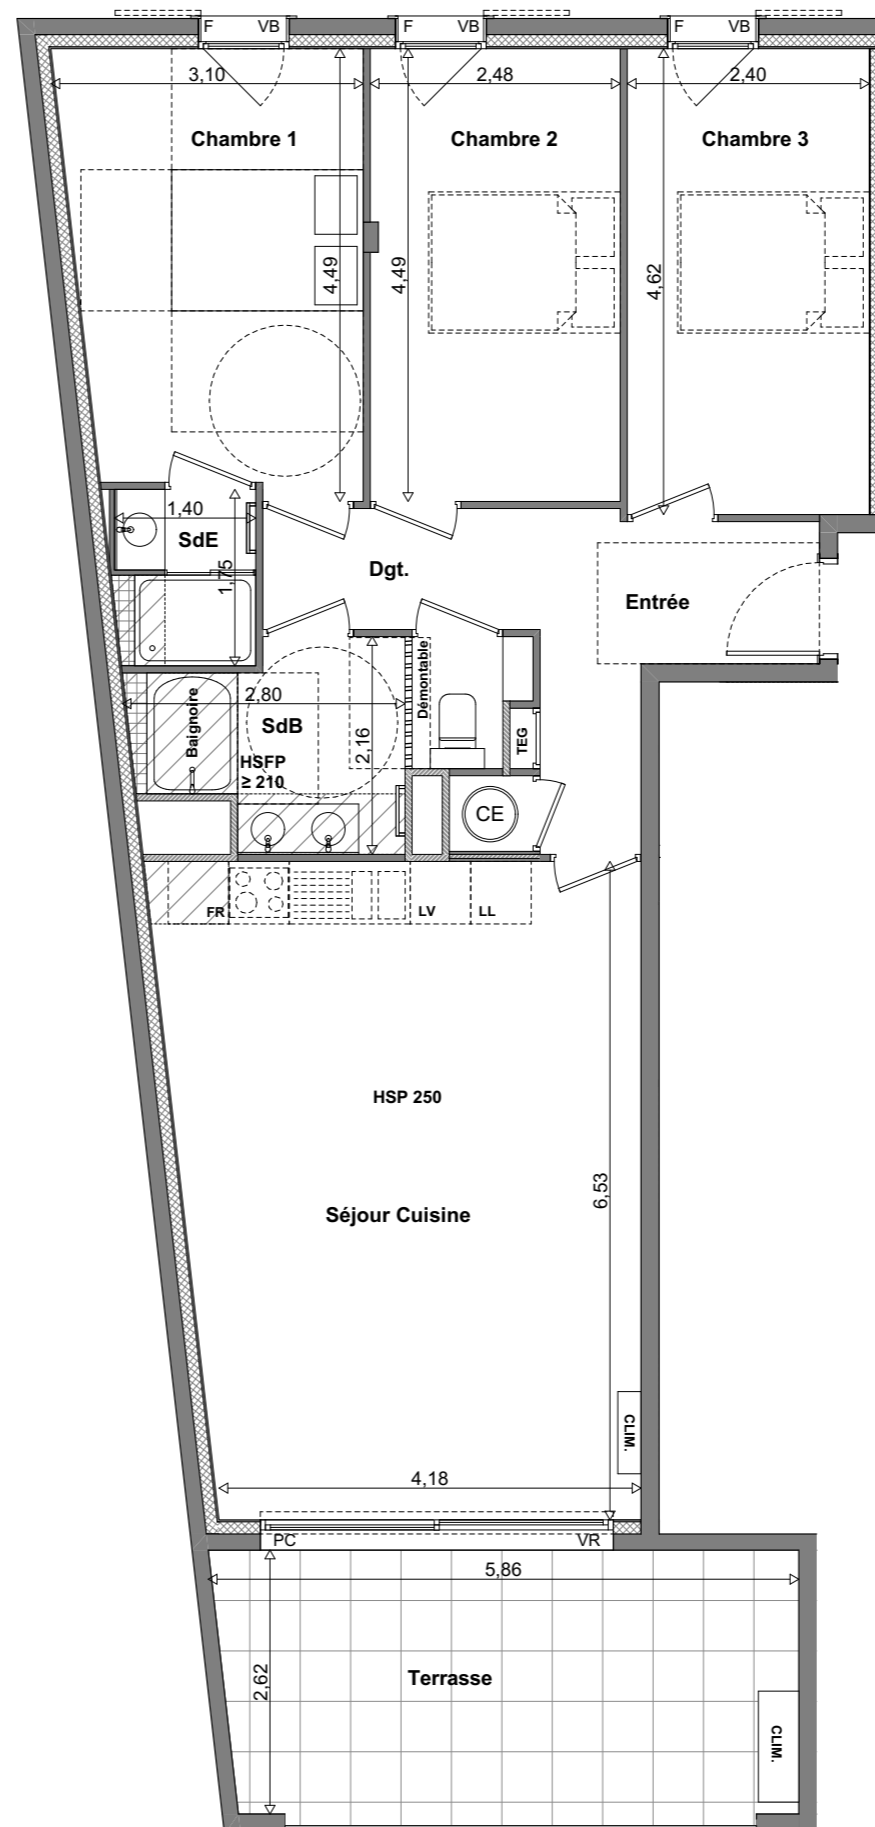 F VB
F VB
F VB
3,10
2,48
2,40
Chambre 1
Chambre 2
Chambre 3
4,49
4,49
4,62
1,40
SdE
1,75
Dgt.
Entrée
Démontable
Baignoire
2,80
SdB
2,16
HSFP
≥ 210
TEG
CE
FR
LV
LL
HSP 250
6,53
Séjour Cuisine
CLIM.
4,18
PC
VR
5,86
2,62
Terrasse
CLIM.